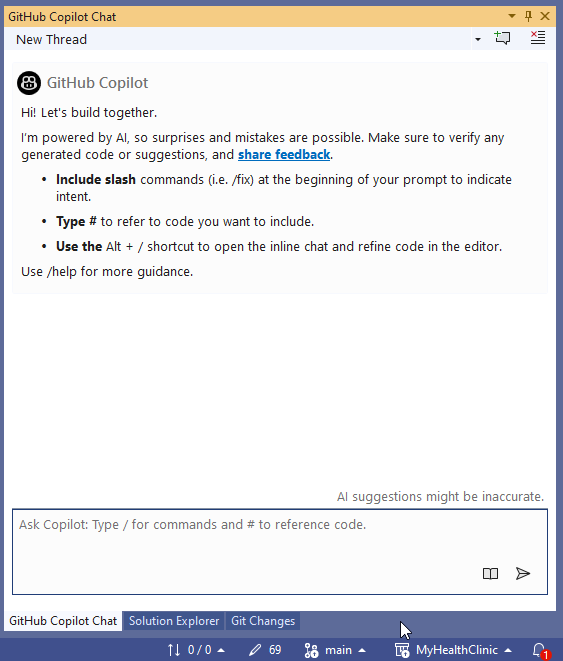 GitHub Copilot Chat
New Thread
GitHub Copilot
Hi! Let's build together.
I'm powered by AI, so surprises and mistakes are possible. Make sure to verify any
generated code or suggestions, and share feedback.
• Include slash commands (i.e. /fix) at the beginning of your prompt to indicate
intent.
• Type # to refer to code you want to include.
• Use the Alt + / shortcut to open the inline chat and refine code in the editor.
Use /help for more guidance.
AI suggestions might be inaccurate.
Ask Copilot: Type / for commands and # to reference code.
GitHub Copilot Chat Solution Explorer Git Changes
0 / 0 69 main MyHealthClinic 1